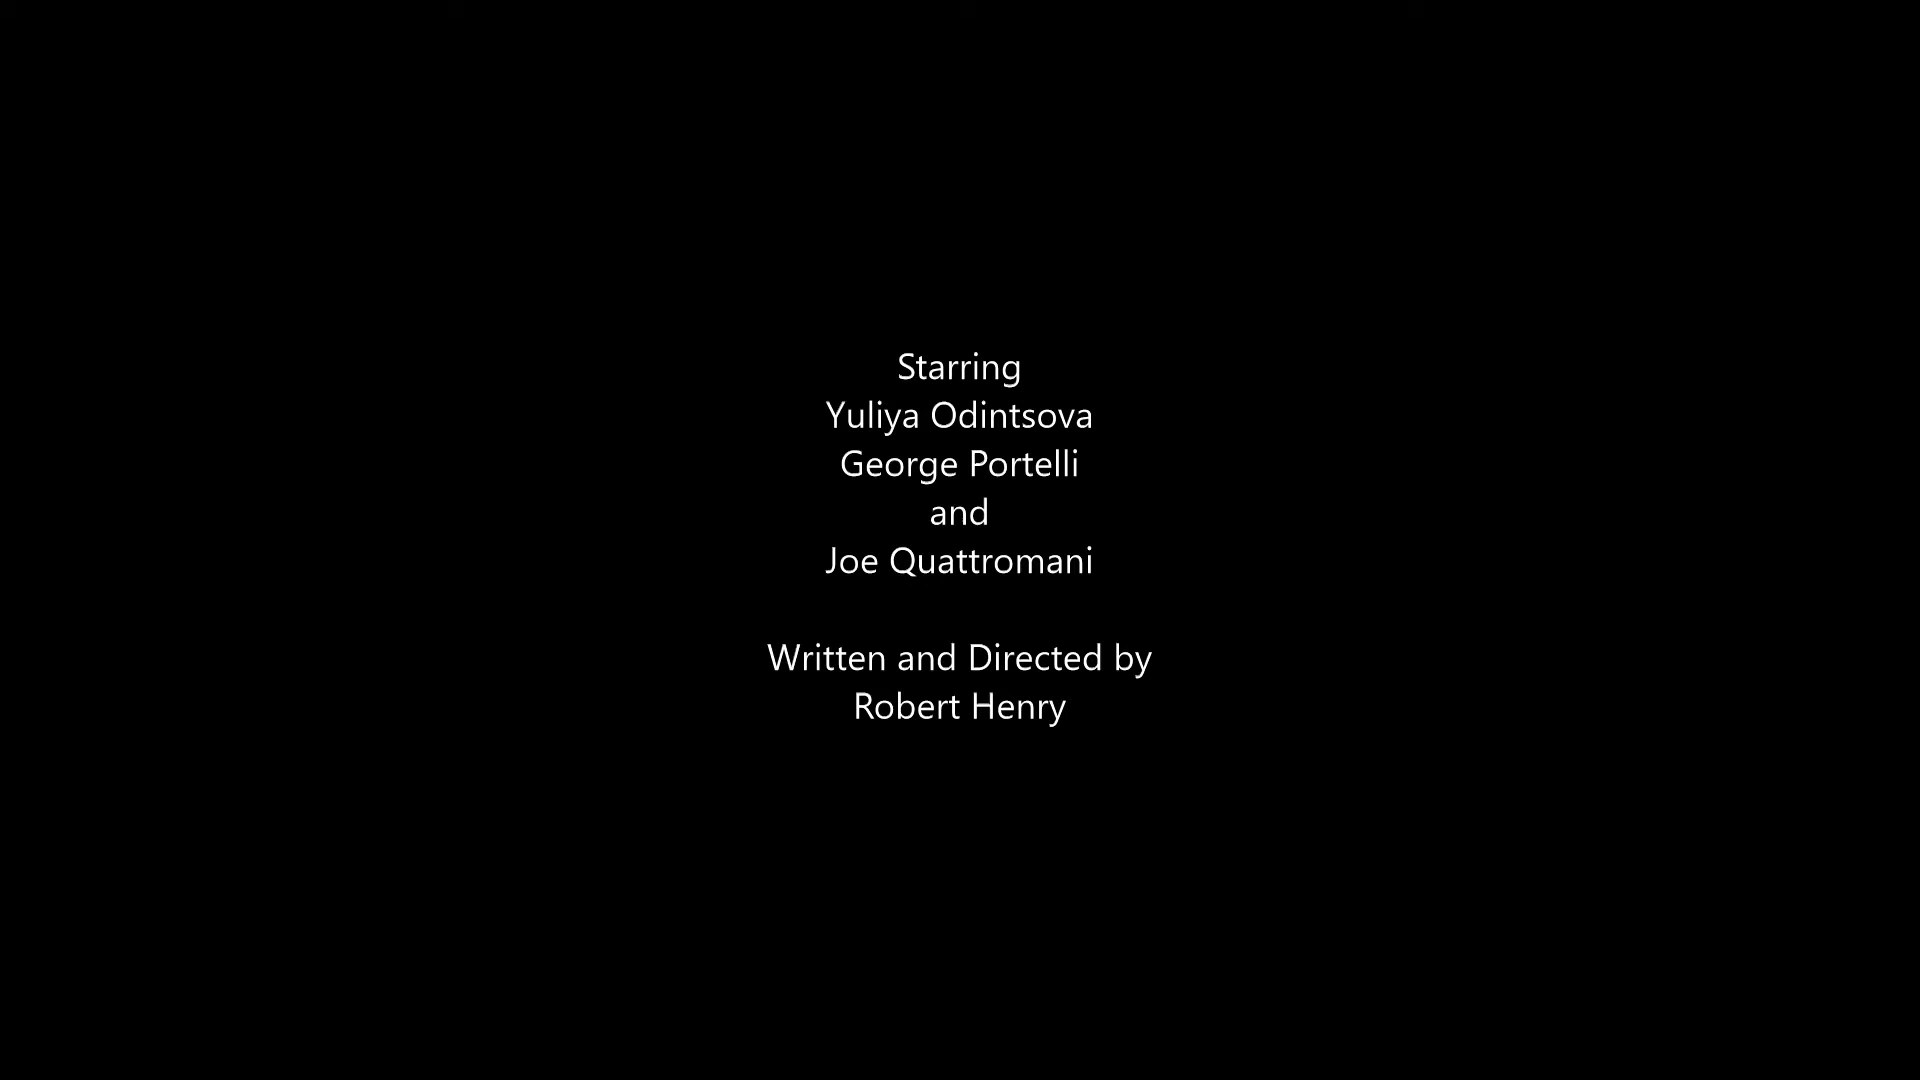 Starring
Yuliya Odintsova
George Portelli
and
Joe Quattromani
Written and Directed by
Robert Henry